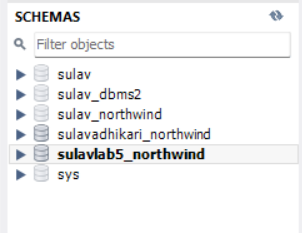 SCHEMAS
Filter objects
sulav
sulav_dbms2
sulav_northwind
sulavadhikari_northwind
sulavlab5_northwind
sys